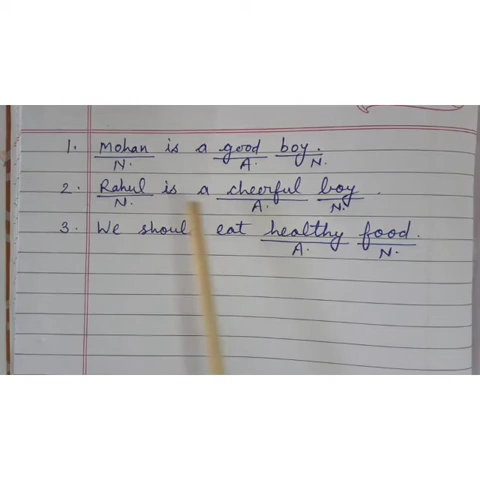 1. Mohan is a good boy.
N. A. N.
2. Rahul is a cheerful boy.
N. A. N.
3. We shoul eat healthy food.
A. N.